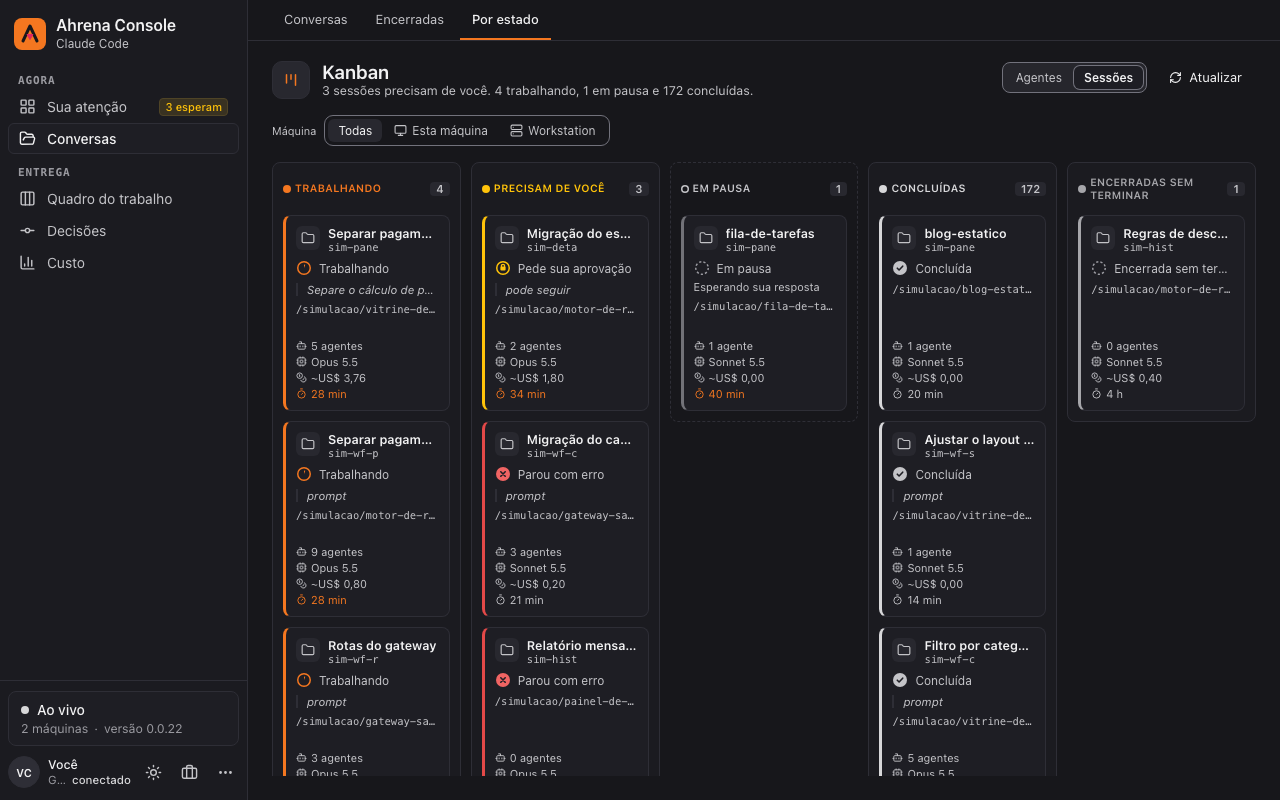 Ahrena Console
Claude Code
AGORA
Sua atenção
3 esperam
Conversas
ENTREGA
Quadro do trabalho
Decisões
Custo
Ao vivo
2 máquinas · versão 0.0.22
VC
Você
G... conectado
Conversas
Encerradas
Por estado
Kanban
3 sessões precisam de você. 4 trabalhando, 1 em pausa e 172 concluídas.
Agentes
Sessões
Atualizar
Máquina
Todas
Esta máquina
Workstation
TRABALHANDO
4
Separar pagam...
sim-pane
Trabalhando
Separe o cálculo de p...
/simulacao/vitrine-de…
5 agentes
Opus 5.5
~US$ 3,76
28 min
Separar pagam...
sim-wf-p
Trabalhando
prompt
/simulacao/motor-de-r…
9 agentes
Opus 5.5
~US$ 0,80
28 min
Rotas do gateway
sim-wf-r
Trabalhando
prompt
/simulacao/gateway-sa…
3 agentes
Opus 5.5
PRECISAM DE VOCÊ
3
Migração do es...
sim-deta
Pede sua aprovação
pode seguir
/simulacao/motor-de-r…
2 agentes
Opus 5.5
~US$ 1,80
34 min
Migração do ca...
sim-wf-c
Parou com erro
prompt
/simulacao/gateway-sa…
3 agentes
Sonnet 5.5
~US$ 0,20
21 min
Relatório mensa...
sim-hist
Parou com erro
/simulacao/painel-de-…
0 agentes
Opus 5.5
EM PAUSA
1
fila-de-tarefas
sim-pane
Em pausa
Esperando sua resposta
/simulacao/fila-de-ta…
1 agente
Sonnet 5.5
~US$ 0,00
40 min
CONCLUÍDAS
172
blog-estatico
sim-pane
Concluída
/simulacao/blog-estat…
1 agente
Sonnet 5.5
~US$ 0,00
20 min
Ajustar o layout ...
sim-wf-s
Concluída
prompt
/simulacao/vitrine-de…
1 agente
Sonnet 5.5
~US$ 0,00
14 min
Filtro por categ...
sim-wf-c
Concluída
prompt
/simulacao/vitrine-de…
5 agentes
Opus 5.5
ENCERRADAS SEM
TERMINAR
1
Regras de desc...
sim-hist
Encerrada sem ter...
/simulacao/motor-de-r…
0 agentes
Sonnet 5.5
~US$ 0,40
4 h